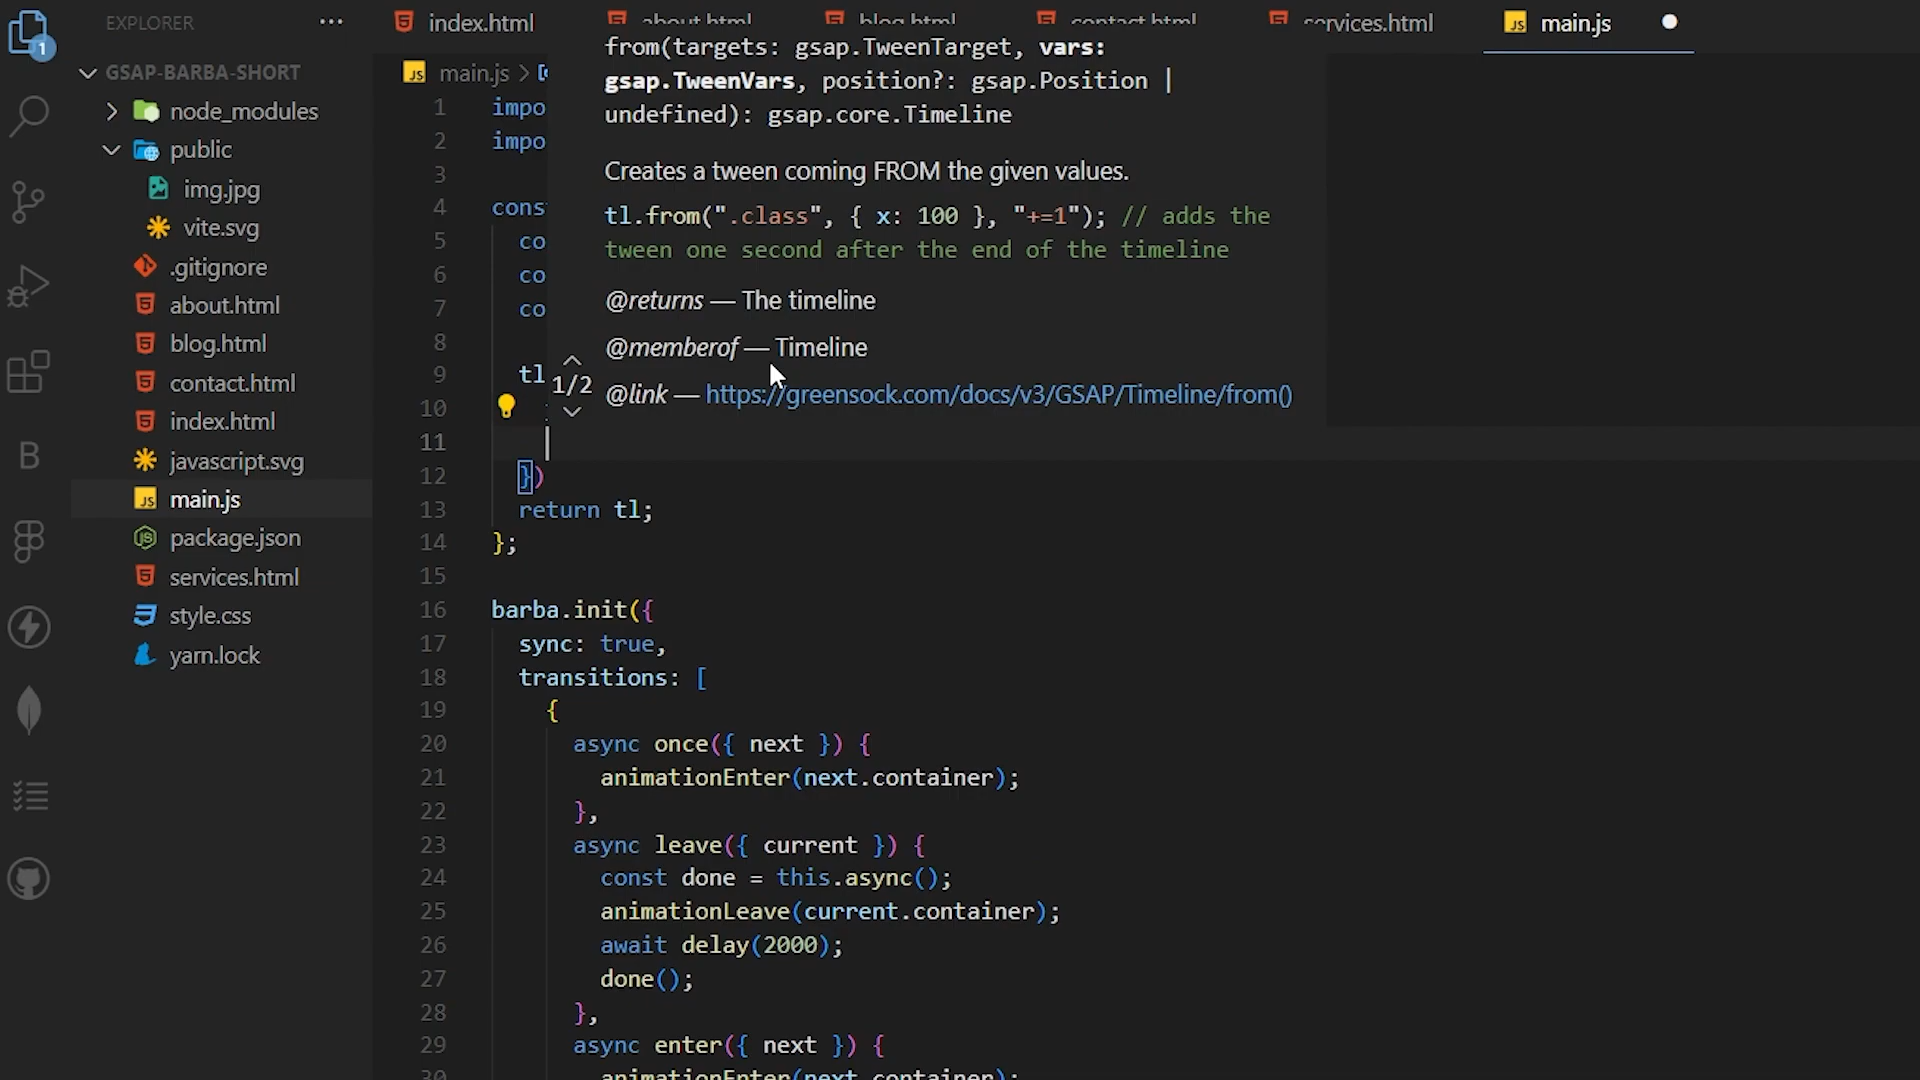 EXPLORER
GSAP-BARBA-SHORT
node_modules
public
img.jpg
vite.svg
.gitignore
about.html
blog.html
contact.html
index.html
javascript.svg
main.js
package.json
services.html
style.css
yarn.lock
1
index.html
about.html
blog.html
contact.html
services.html
main.js
main.js
from(targets: gsap.TweenTarget, vars:
gsap.TweenVars, position?: gsap.Position |
undefined): gsap.core.Timeline
Creates a tween coming FROM the given values.
tl.from(".class", { x: 100 }, "+=1"); // adds the
tween one second after the end of the timeline
@returns — The timeline
@memberof — Timeline
@link — https://greensock.com/docs/v3/GSAP/Timeline/from()
1/2
1 impo
2 impo
3
4 cons
5 co
6 co
7 co
8
9 tl
10
11
12 })
13 return tl;
14 };
15
16 barba.init({
17 sync: true,
18 transitions: [
19 {
20 async once({ next }) {
21 animationEnter(next.container);
22 },
23 async leave({ current }) {
24 const done = this.async();
25 animationLeave(current.container);
26 await delay(2000);
27 done();
28 },
29 async enter({ next }) {
30 animationEnter(next.container);